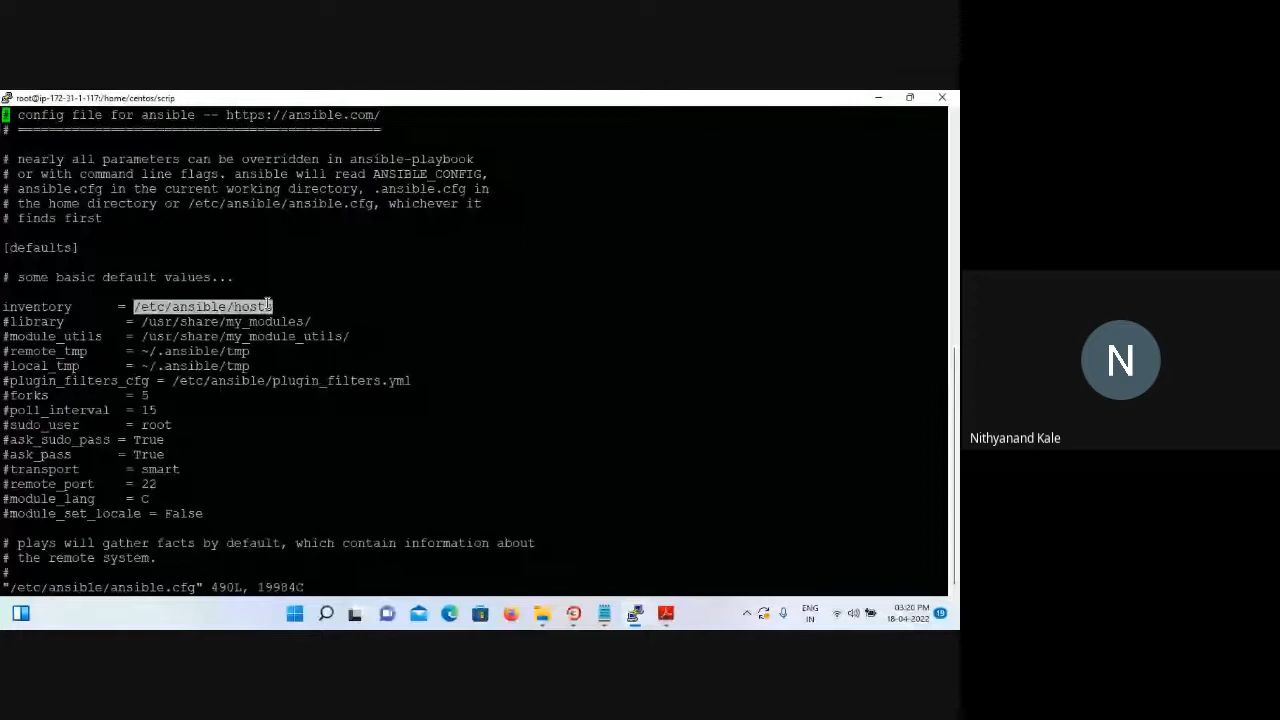 root@ip-172-31-1-117:/home/centos/scrip
# config file for ansible -- https://ansible.com/
# ===============================================
# nearly all parameters can be overridden in ansible-playbook
# or with command line flags. ansible will read ANSIBLE_CONFIG,
# ansible.cfg in the current working directory, .ansible.cfg in
# the home directory or /etc/ansible/ansible.cfg, whichever it
# finds first
[defaults]
# some basic default values...
inventory = /etc/ansible/hosts
#library = /usr/share/my_modules/
#module_utils = /usr/share/my_module_utils/
#remote_tmp = ~/.ansible/tmp
#local_tmp = ~/.ansible/tmp
#plugin_filters_cfg = /etc/ansible/plugin_filters.yml
#forks = 5
#poll_interval = 15
#sudo_user = root
#ask_sudo_pass = True
#ask_pass = True
#transport = smart
#remote_port = 22
#module_lang = C
#module_set_locale = False
# plays will gather facts by default, which contain information about
# the remote system.
#
"/etc/ansible/ansible.cfg" 490L, 19984C
ENG
IN
03:20 PM
18-04-2022
19
N
Nithyanand Kale